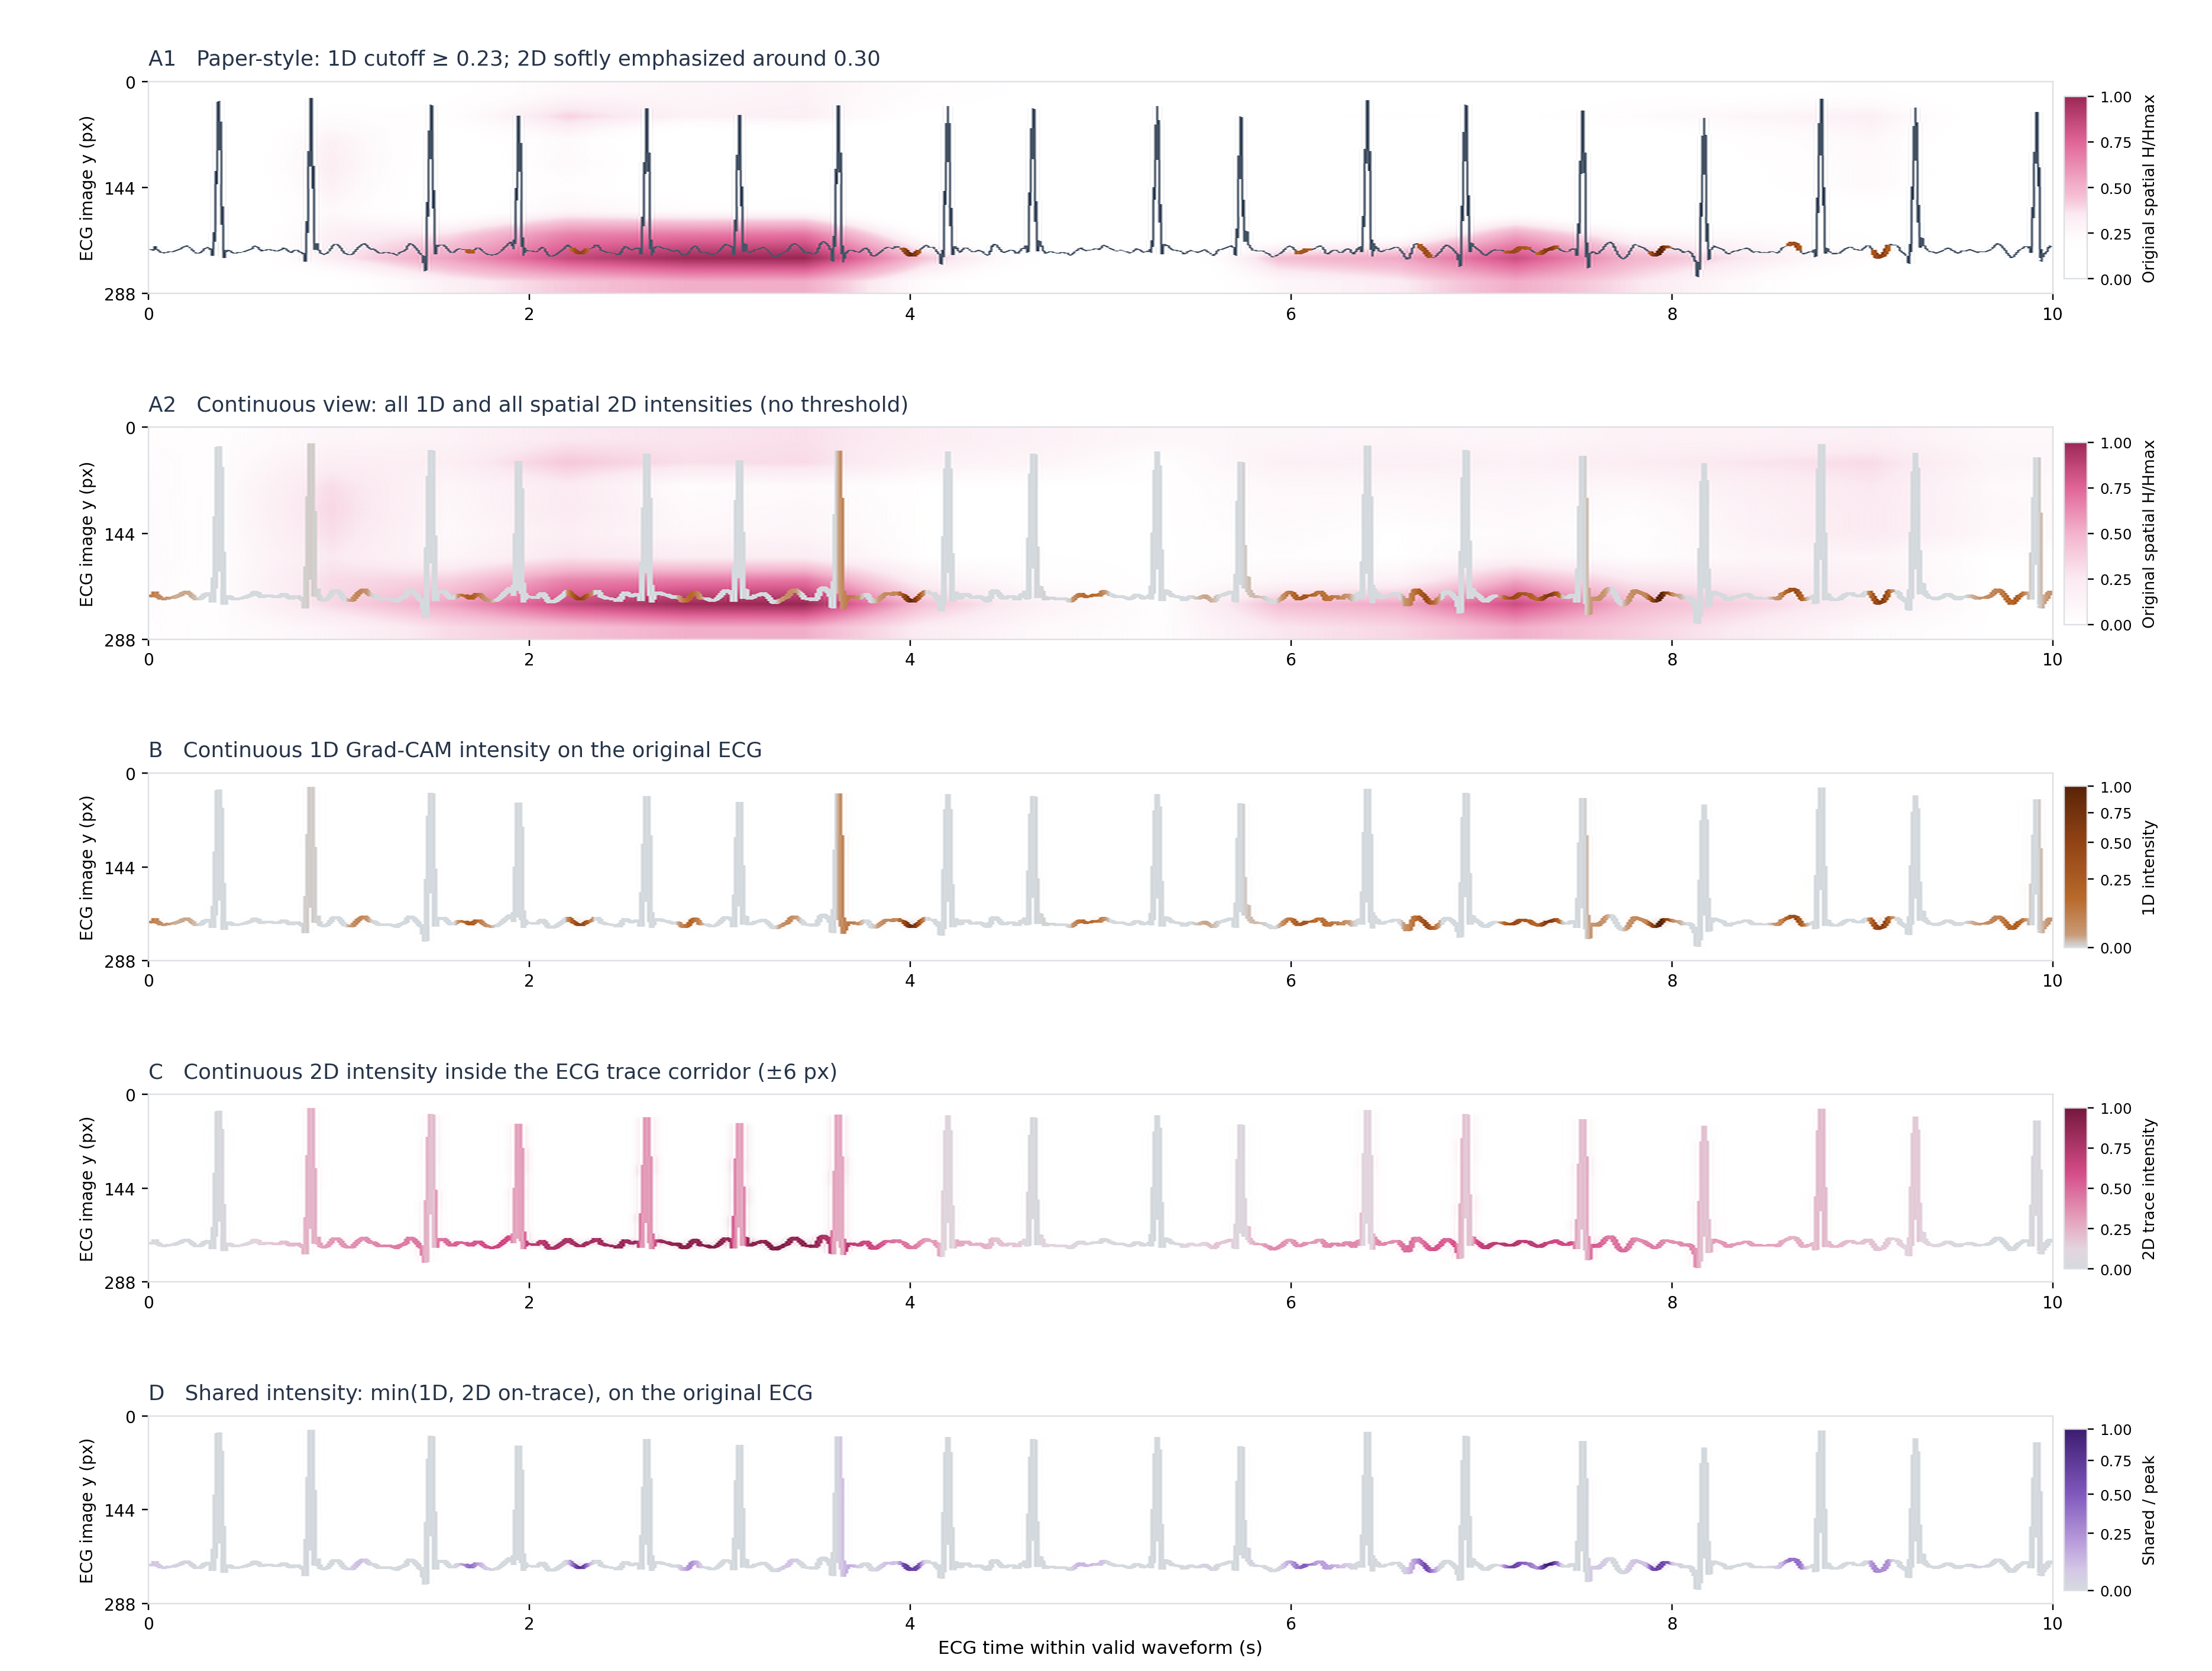 A1 Paper-style: 1D cutoff ≥ 0.23; 2D softly emphasized around 0.30
ECG image y (px)
0
144
288
0 2 4 6 8 10
1.00
0.75
0.50
0.25
0.00
Original spatial H/Hmax
A2 Continuous view: all 1D and all spatial 2D intensities (no threshold)
ECG image y (px)
0
144
288
0 2 4 6 8 10
1.00
0.75
0.50
0.25
0.00
Original spatial H/Hmax
B Continuous 1D Grad-CAM intensity on the original ECG
ECG image y (px)
0
144
288
0 2 4 6 8 10
1.00
0.75
0.50
0.25
0.00
1D intensity
C Continuous 2D intensity inside the ECG trace corridor (±6 px)
ECG image y (px)
0
144
288
0 2 4 6 8 10
1.00
0.75
0.50
0.25
0.00
2D trace intensity
D Shared intensity: min(1D, 2D on-trace), on the original ECG
ECG image y (px)
0
144
288
0 2 4 6 8 10
1.00
0.75
0.50
0.25
0.00
Shared / peak
ECG time within valid waveform (s)